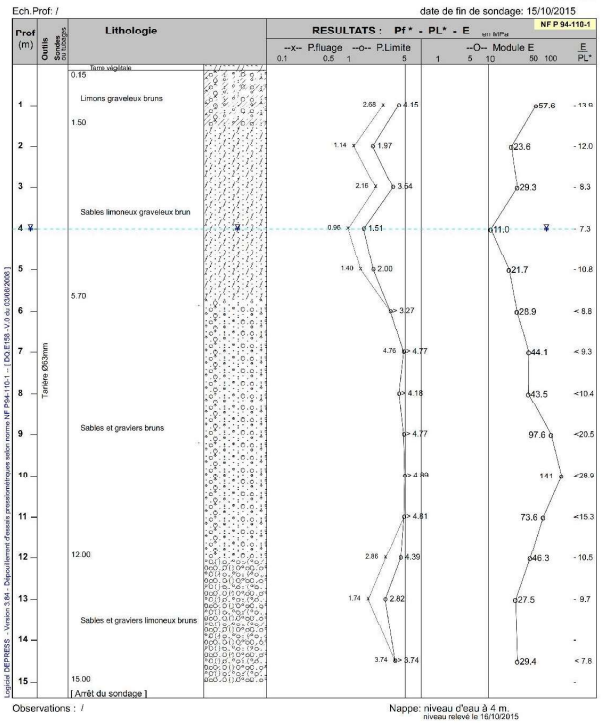 Ech.Prof: /
date de fin de sondage: 15/10/2015
NF P 94-110-1
Prof (m)
Outils
Sondes ou tubages
Lithologie
RESULTATS : Pf* - PL* - E en MPa
--x-- P.fluage --o-- P.Limite
--O-- Module E
E
PL*
0.1 0.5 1 5 1 5 10 50 100
Terre végétale
0.15
Limons graveleux bruns
1 2.68 4.15 57.6 - 13.9
1.50
2 1.14 1.97 23.6 - 12.0
3 2.16 3.54 29.3 - 8.3
Sables limoneux graveleux brun
4 0.96 1.51 11.0 - 7.3
5 1.40 2.00 21.7 - 10.8
5.70
6 > 3.27 28.9 < 8.8
7 4.76 > 4.77 44.1 < 9.3
8 > 4.18 43.5 <10.4
Sables et graviers bruns
9 > 4.77 97.6 <20.5
10 > 4.89 141 <28.9
11 > 4.81 73.6 <15.3
12.00
12 2.86 4.39 46.3 - 10.5
13 1.74 2.82 27.5 - 9.7
Sables et graviers limoneux bruns
14
3.74 > 3.74 29.4 < 7.8
15 15.00
[ Arrêt du sondage ]
Tarière Ø63mm
Logiciel DEPRESS - Version 3.84 - Dépouillement d'essais pressiométriques selon norme NF P94-110-1 -- [ DQ.E158 -V.0 du 03/06/2008 ]
Observations : /
Nappe: niveau d'eau à 4 m.
niveau relevé le 16/10/2015